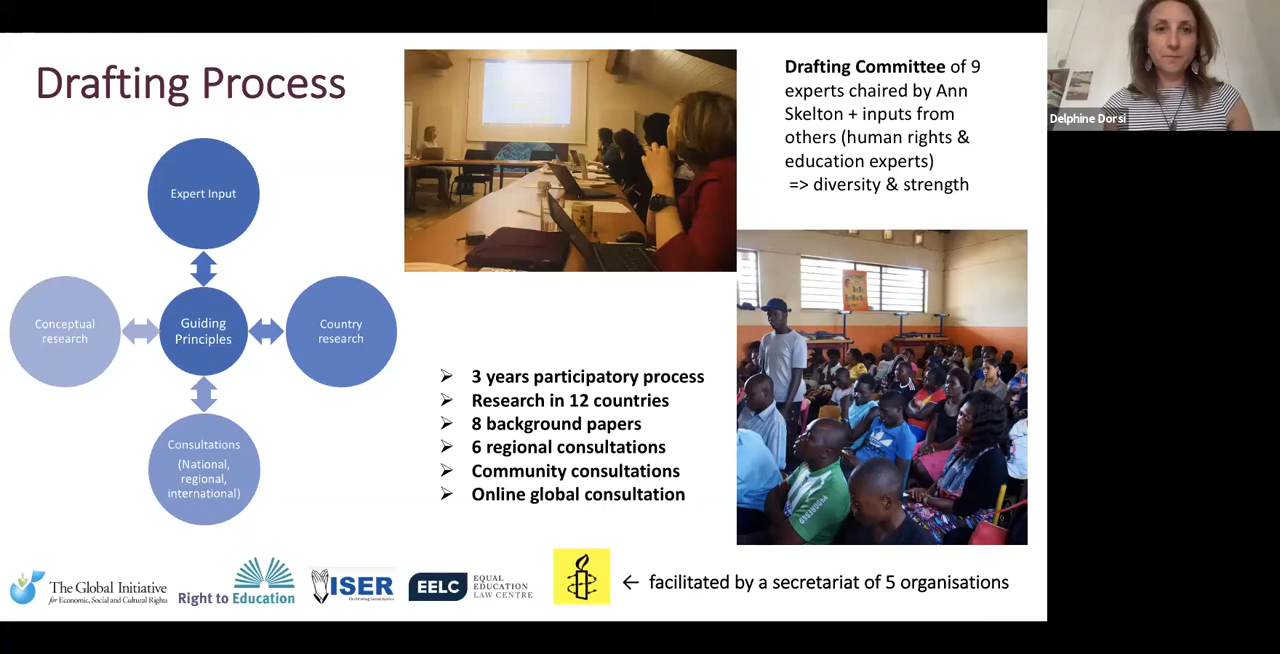 Drafting Process
Expert Input
Conceptual
research
Guiding
Principles
Country
research
Consultations
(National,
regional,
international)
Drafting Committee of 9
experts chaired by Ann
Skelton + inputs from
others (human rights &
education experts)
=> diversity & strength
Delphine Dorsi
➢ 3 years participatory process
➢ Research in 12 countries
➢ 8 background papers
➢ 6 regional consultations
➢ Community consultations
➢ Online global consultation
The Global Initiative
for Economic, Social and Cultural Rights
Right to Education
ISER
EELC
EQUAL
EDUCATION
LAW CENTRE
← facilitated by a secretariat of 5 organisations